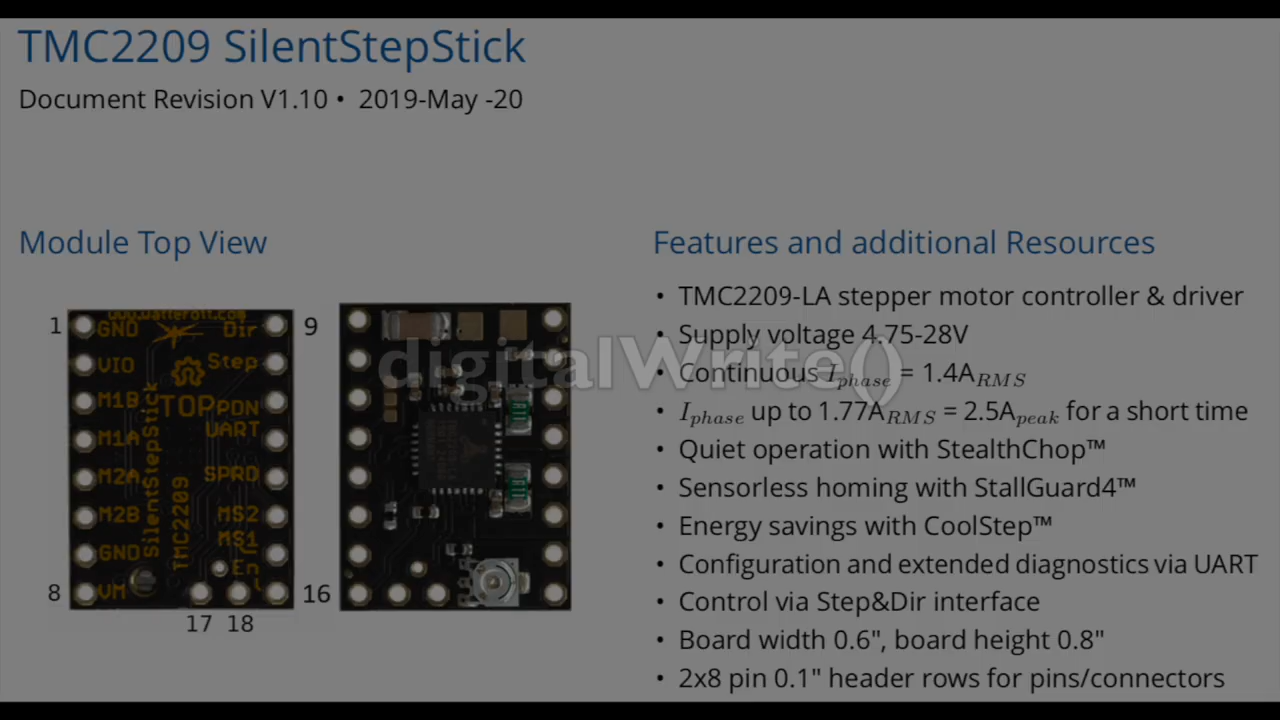 TMC2209 SilentStepStick
Document Revision V1.10 • 2019-May -20
Module Top View
1
9
8
16
17 18
www.watterott.com
GND
Dir
VIO
Step
M1B
TOP
PDN
UART
M1A
M2A
SPRD
M2B
MS2
MS1
GND
En
VM
SilentStepStick
TMC2209
digitalWrite()
Features and additional Resources
• TMC2209-LA stepper motor controller & driver
• Supply voltage 4.75-28V
• Continuous Iphase = 1.4ARMS
• Iphase up to 1.77ARMS = 2.5Apeak for a short time
• Quiet operation with StealthChop™
• Sensorless homing with StallGuard4™
• Energy savings with CoolStep™
• Configuration and extended diagnostics via UART
• Control via Step&Dir interface
• Board width 0.6", board height 0.8"
• 2x8 pin 0.1" header rows for pins/connectors